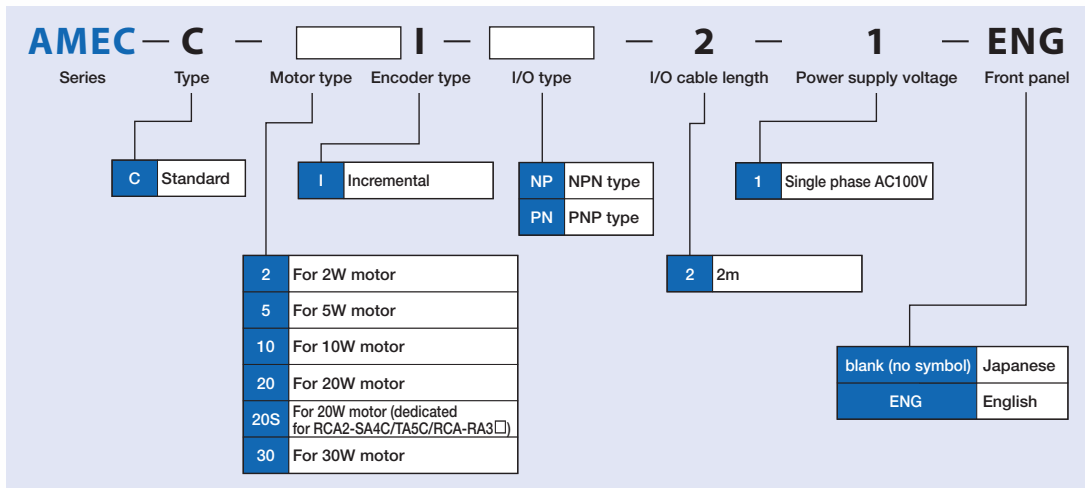 AMEC — C — I — — 2 — 1 — ENG
Series Type Motor type Encoder type I/O type I/O cable length Power supply voltage Front panel
C Standard
I Incremental
NP NPN type
PN PNP type
1 Single phase AC100V
2 2m
2 For 2W motor
5 For 5W motor
10 For 10W motor
20 For 20W motor
20S For 20W motor (dedicated
for RCA2-SA4C/TA5C/RCA-RA3□)
30 For 30W motor
blank (no symbol) Japanese
ENG English